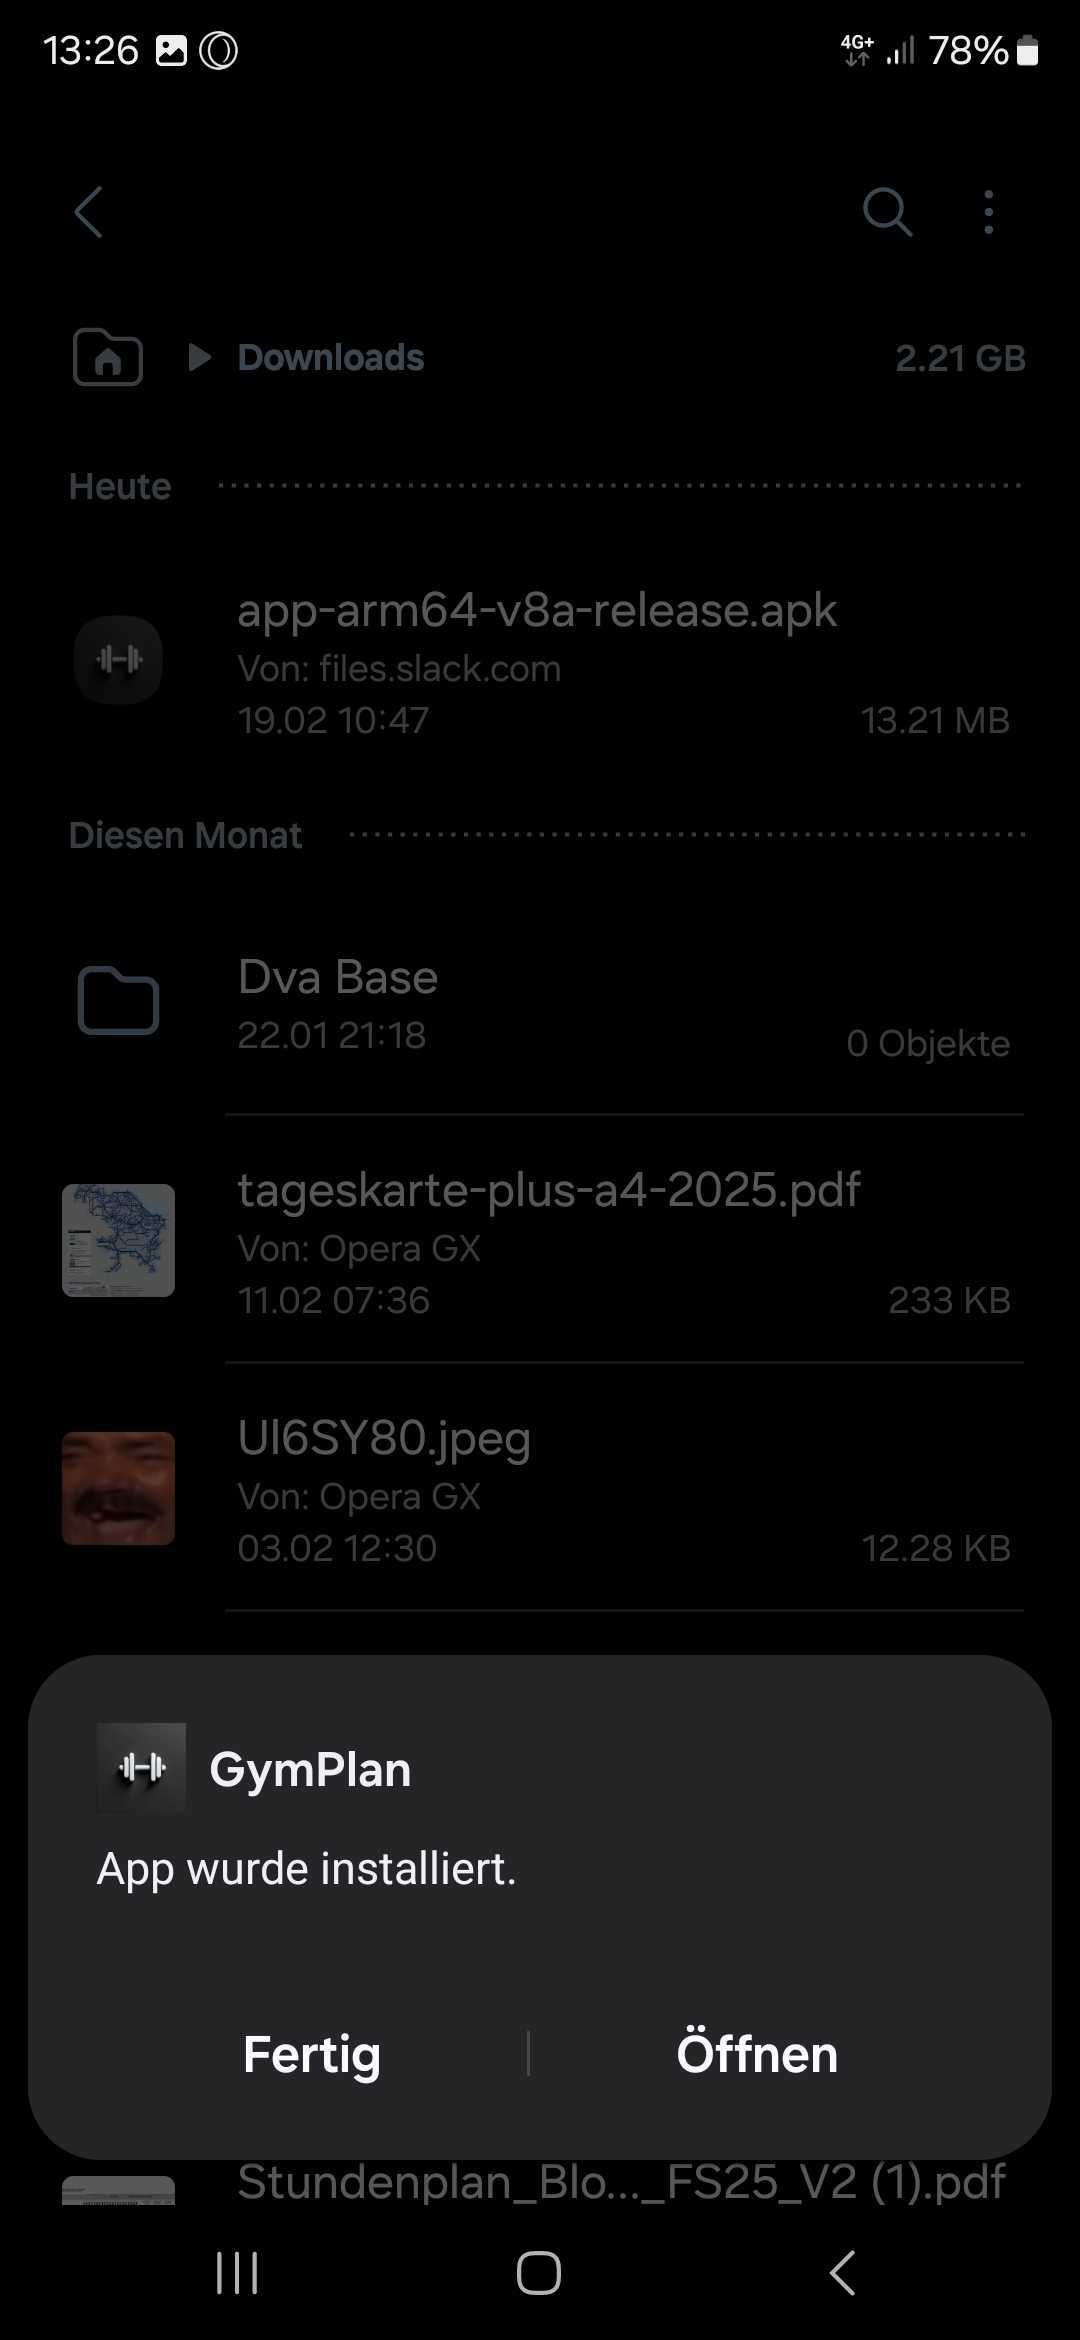 13:26
4G+
78%
Downloads
2.21 GB
Heute
app-arm64-v8a-release.apk
Von: files.slack.com
19.02 10:47
13.21 MB
Diesen Monat
Dva Base
22.01 21:18
0 Objekte
tageskarte-plus-a4-2025.pdf
Von: Opera GX
11.02 07:36
233 KB
Ul6SY80.jpeg
Von: Opera GX
03.02 12:30
12.28 KB
GymPlan
App wurde installiert.
Fertig
Öffnen
Stundenplan_Blo..._FS25_V2 (1).pdf